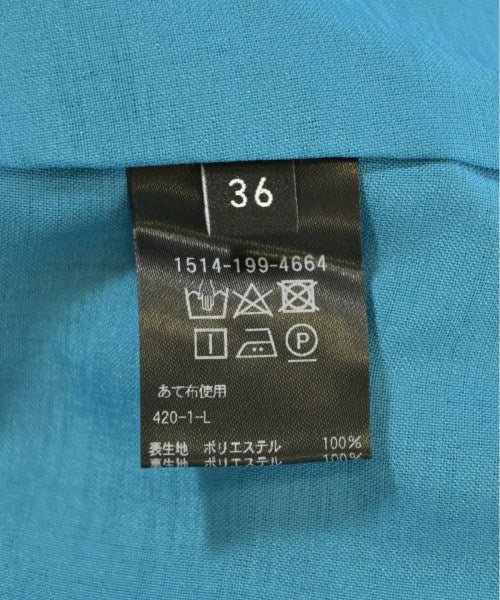 36
1514-199-4664
P
あて布使用
420-1-L
表生地 ポリエステル 100%
裏生地 ポリエステル 100%